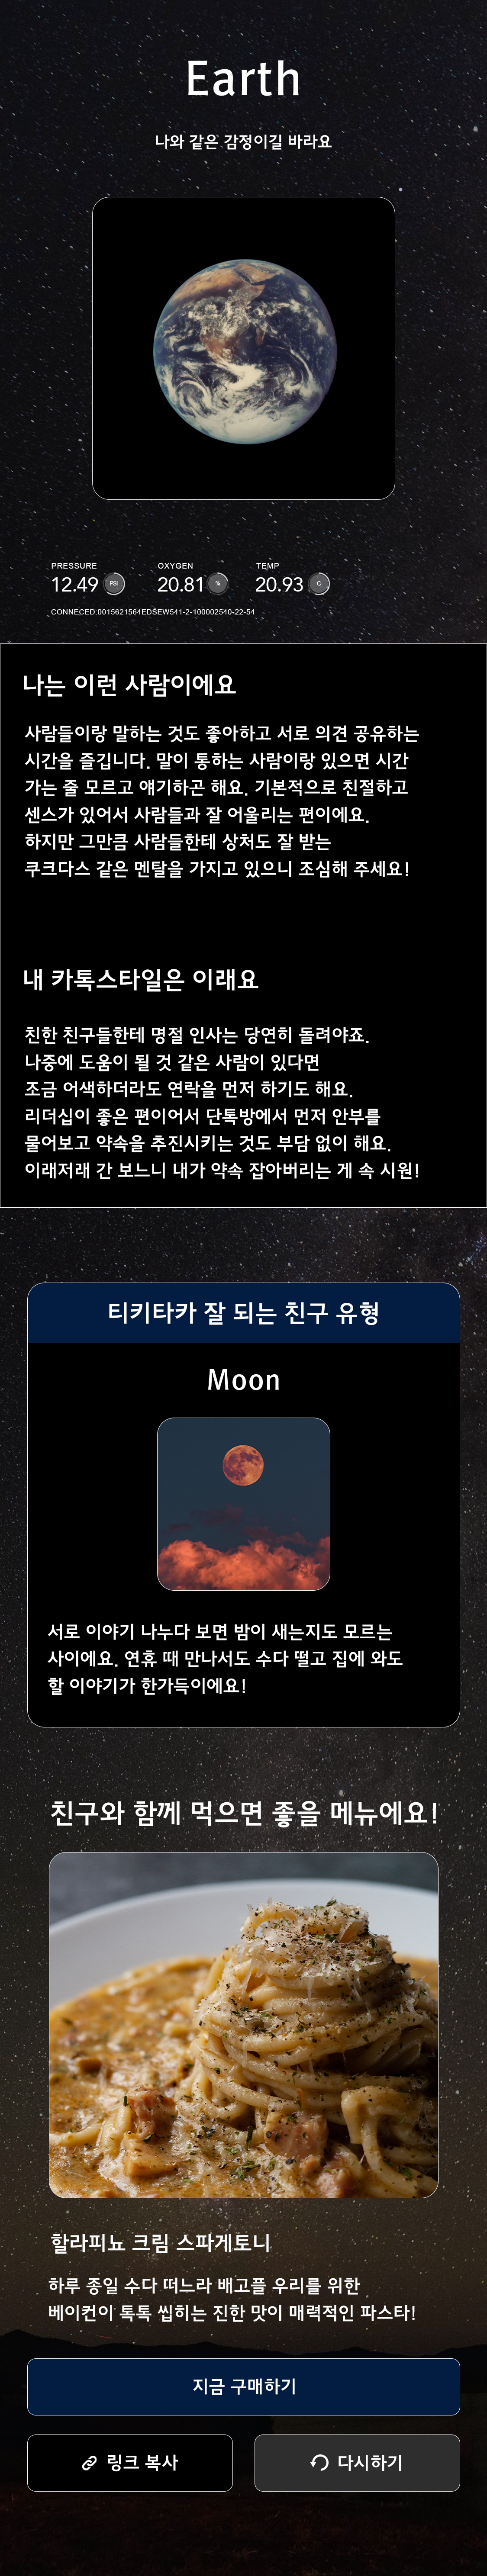 Earth
나와 같은 감정이길 바라요
PRESSURE OXYGEN TEMP
12.49 PSI 20.81 % 20.93 C
CONNECED:0015621564EDSEW541-2-100002540-22-54
나는 이런 사람이에요
사람들이랑 말하는 것도 좋아하고 서로 의견 공유하는
시간을 즐깁니다. 말이 통하는 사람이랑 있으면 시간
가는 줄 모르고 얘기하곤 해요. 기본적으로 친절하고
센스가 있어서 사람들과 잘 어울리는 편이에요.
하지만 그만큼 사람들한테 상처도 잘 받는
쿠크다스 같은 멘탈을 가지고 있으니 조심해 주세요!
내 카톡스타일은 이래요
친한 친구들한테 명절 인사는 당연히 돌려야죠.
나중에 도움이 될 것 같은 사람이 있다면
조금 어색하더라도 연락을 먼저 하기도 해요.
리더십이 좋은 편이어서 단톡방에서 먼저 안부를
물어보고 약속을 추진시키는 것도 부담 없이 해요.
이래저래 간 보느니 내가 약속 잡아버리는 게 속 시원!
티키타카 잘 되는 친구 유형
Moon
서로 이야기 나누다 보면 밤이 새는지도 모르는
사이에요. 연휴 때 만나서도 수다 떨고 집에 와도
할 이야기가 한가득이에요!
친구와 함께 먹으면 좋을 메뉴에요!
할라피뇨 크림 스파게토니
하루 종일 수다 떠느라 배고플 우리를 위한
베이컨이 톡톡 씹히는 진한 맛이 매력적인 파스타!
지금 구매하기
링크 복사
다시하기